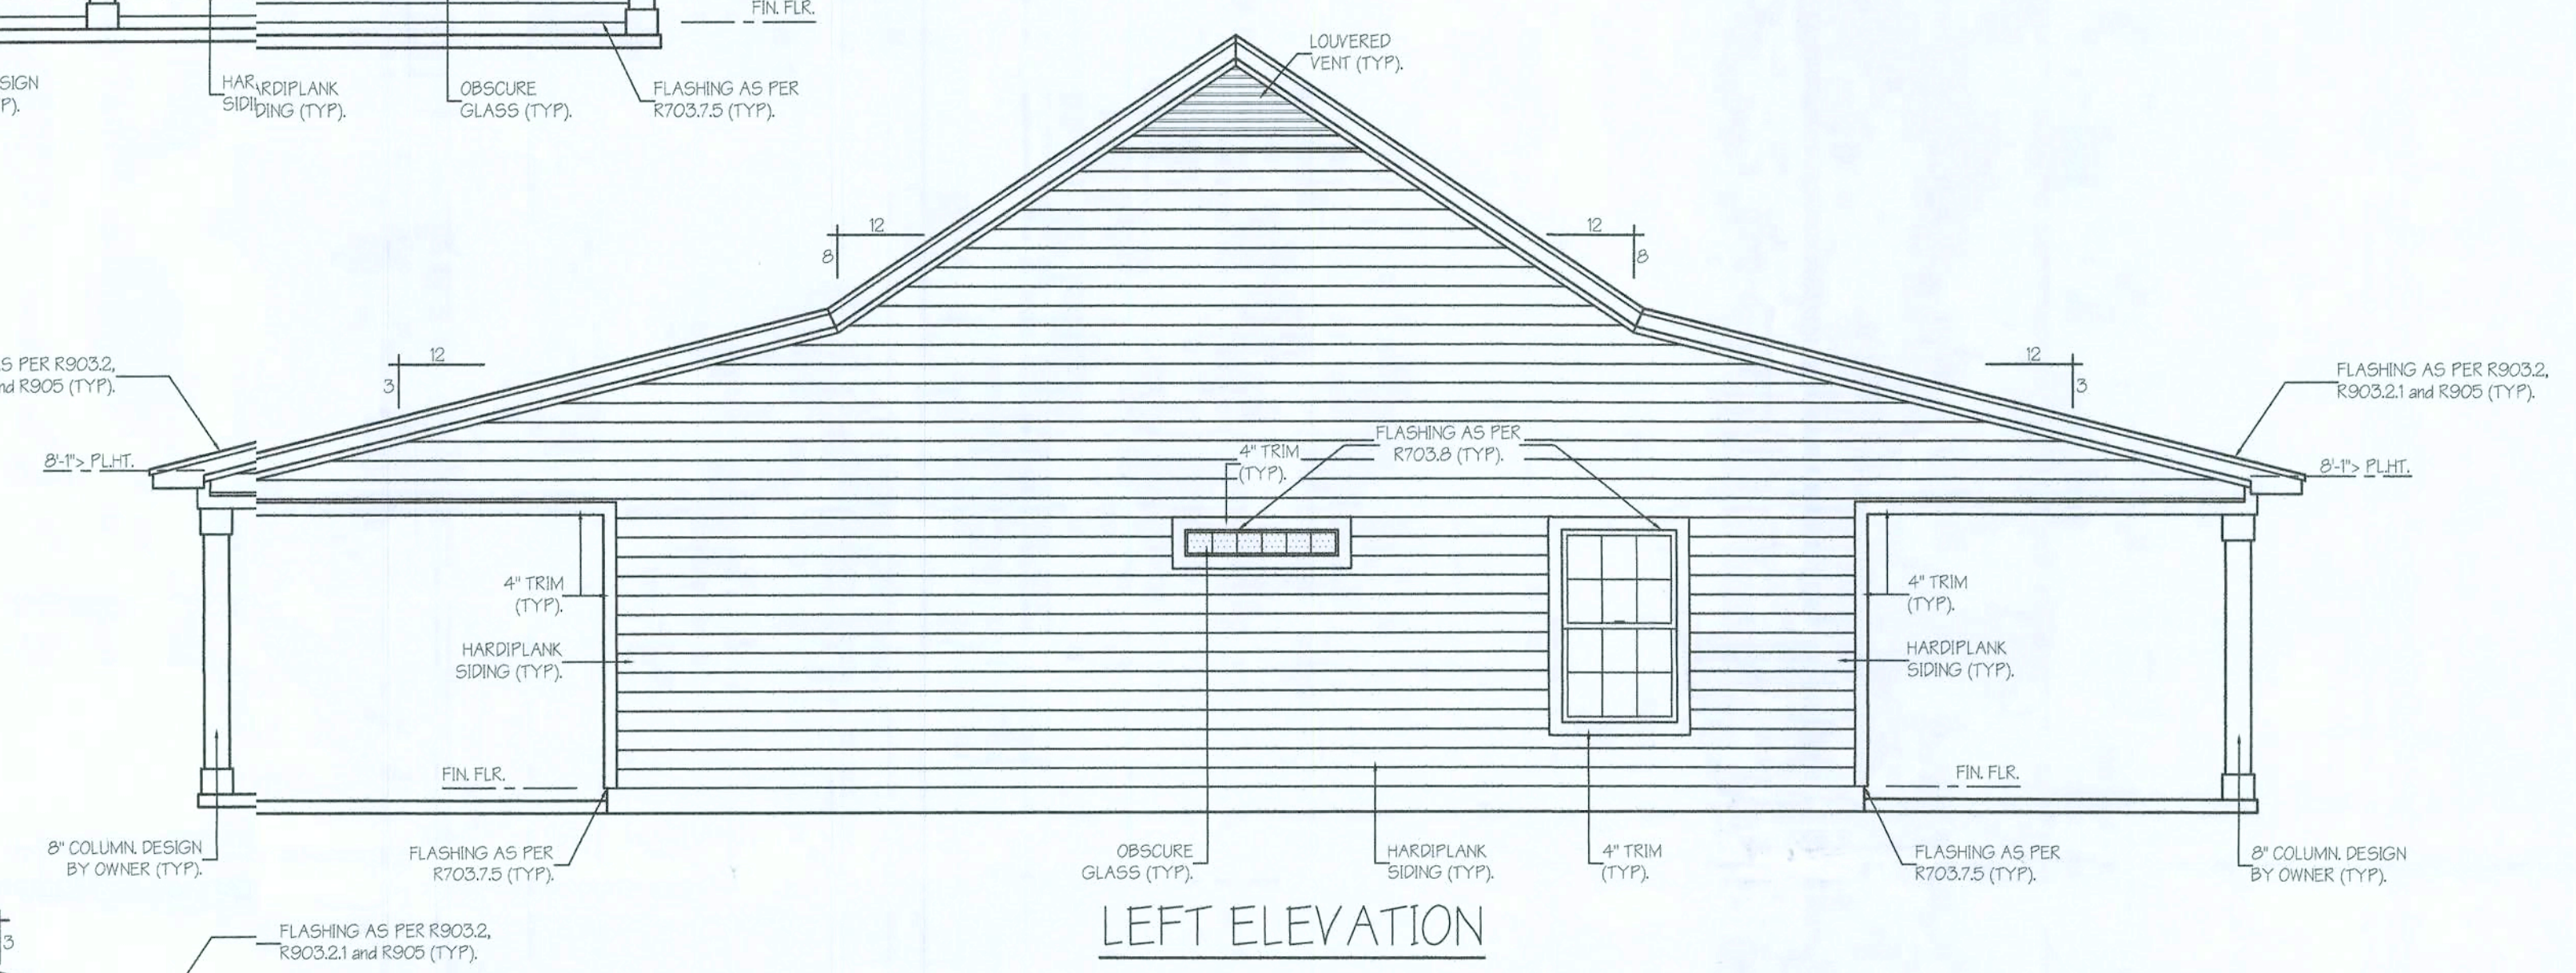 FIN. FLR.
SIGN
P).
HAR
SIDI
ARDIPLANK
DING (TYP).
OBSCURE
GLASS (TYP).
FLASHING AS PER
R703.7.5 (TYP).
LOUVERED
VENT (TYP).
12
8
12
8
12
3
12
3
S PER R903.2,
nd R905 (TYP).
FLASHING AS PER R903.2,
R903.2.1 and R905 (TYP).
8'-1"> PL.HT.
8'-1"> PL.HT.
4" TRIM
(TYP).
FLASHING AS PER
R703.8 (TYP).
4" TRIM
(TYP).
4" TRIM
(TYP).
HARDIPLANK
SIDING (TYP).
HARDIPLANK
SIDING (TYP).
FIN. FLR.
FIN. FLR.
8" COLUMN. DESIGN
BY OWNER (TYP).
FLASHING AS PER
R703.7.5 (TYP).
OBSCURE
GLASS (TYP).
HARDIPLANK
SIDING (TYP).
4" TRIM
(TYP).
FLASHING AS PER
R703.7.5 (TYP).
8" COLUMN. DESIGN
BY OWNER (TYP).
LEFT ELEVATION
3
FLASHING AS PER R903.2,
R903.2.1 and R905 (TYP).